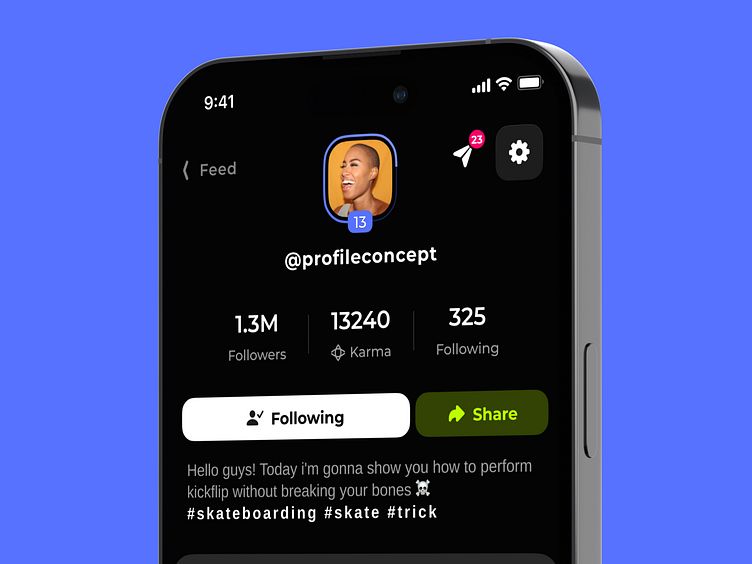 9:41
23
Feed
13
@profileconcept
1.3M 13240 325
Followers Karma Following
Following Share
Hello guys! Today i'm gonna show you how to perform
kickflip without breaking your bones ☠️
#skateboarding #skate #trick